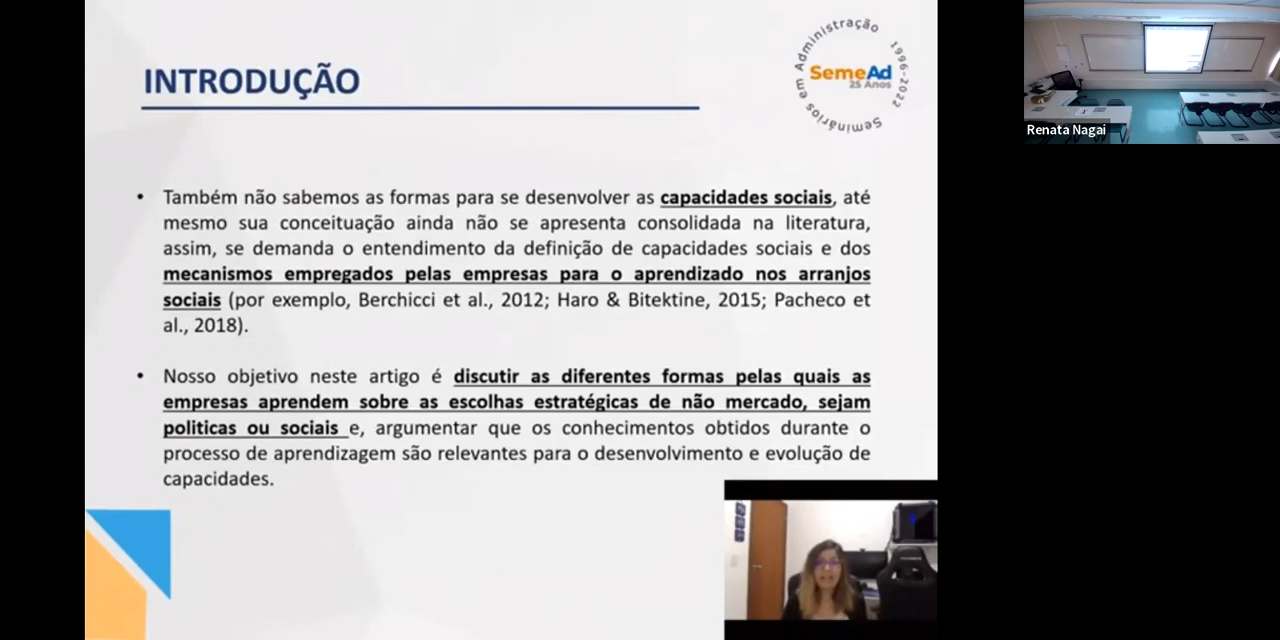 INTRODUÇÃO
Seminários em Administração 1996-2022
SemeAd
25 Anos
• Também não sabemos as formas para se desenvolver as capacidades sociais, até
mesmo sua conceituação ainda não se apresenta consolidada na literatura,
assim, se demanda o entendimento da definição de capacidades sociais e dos
mecanismos empregados pelas empresas para o aprendizado nos arranjos
sociais (por exemplo, Berchicci et al., 2012; Haro & Bitektine, 2015; Pacheco et
al., 2018).
• Nosso objetivo neste artigo é discutir as diferentes formas pelas quais as
empresas aprendem sobre as escolhas estratégicas de não mercado, sejam
politicas ou sociais e, argumentar que os conhecimentos obtidos durante o
processo de aprendizagem são relevantes para o desenvolvimento e evolução de
capacidades.
Renata Nagai